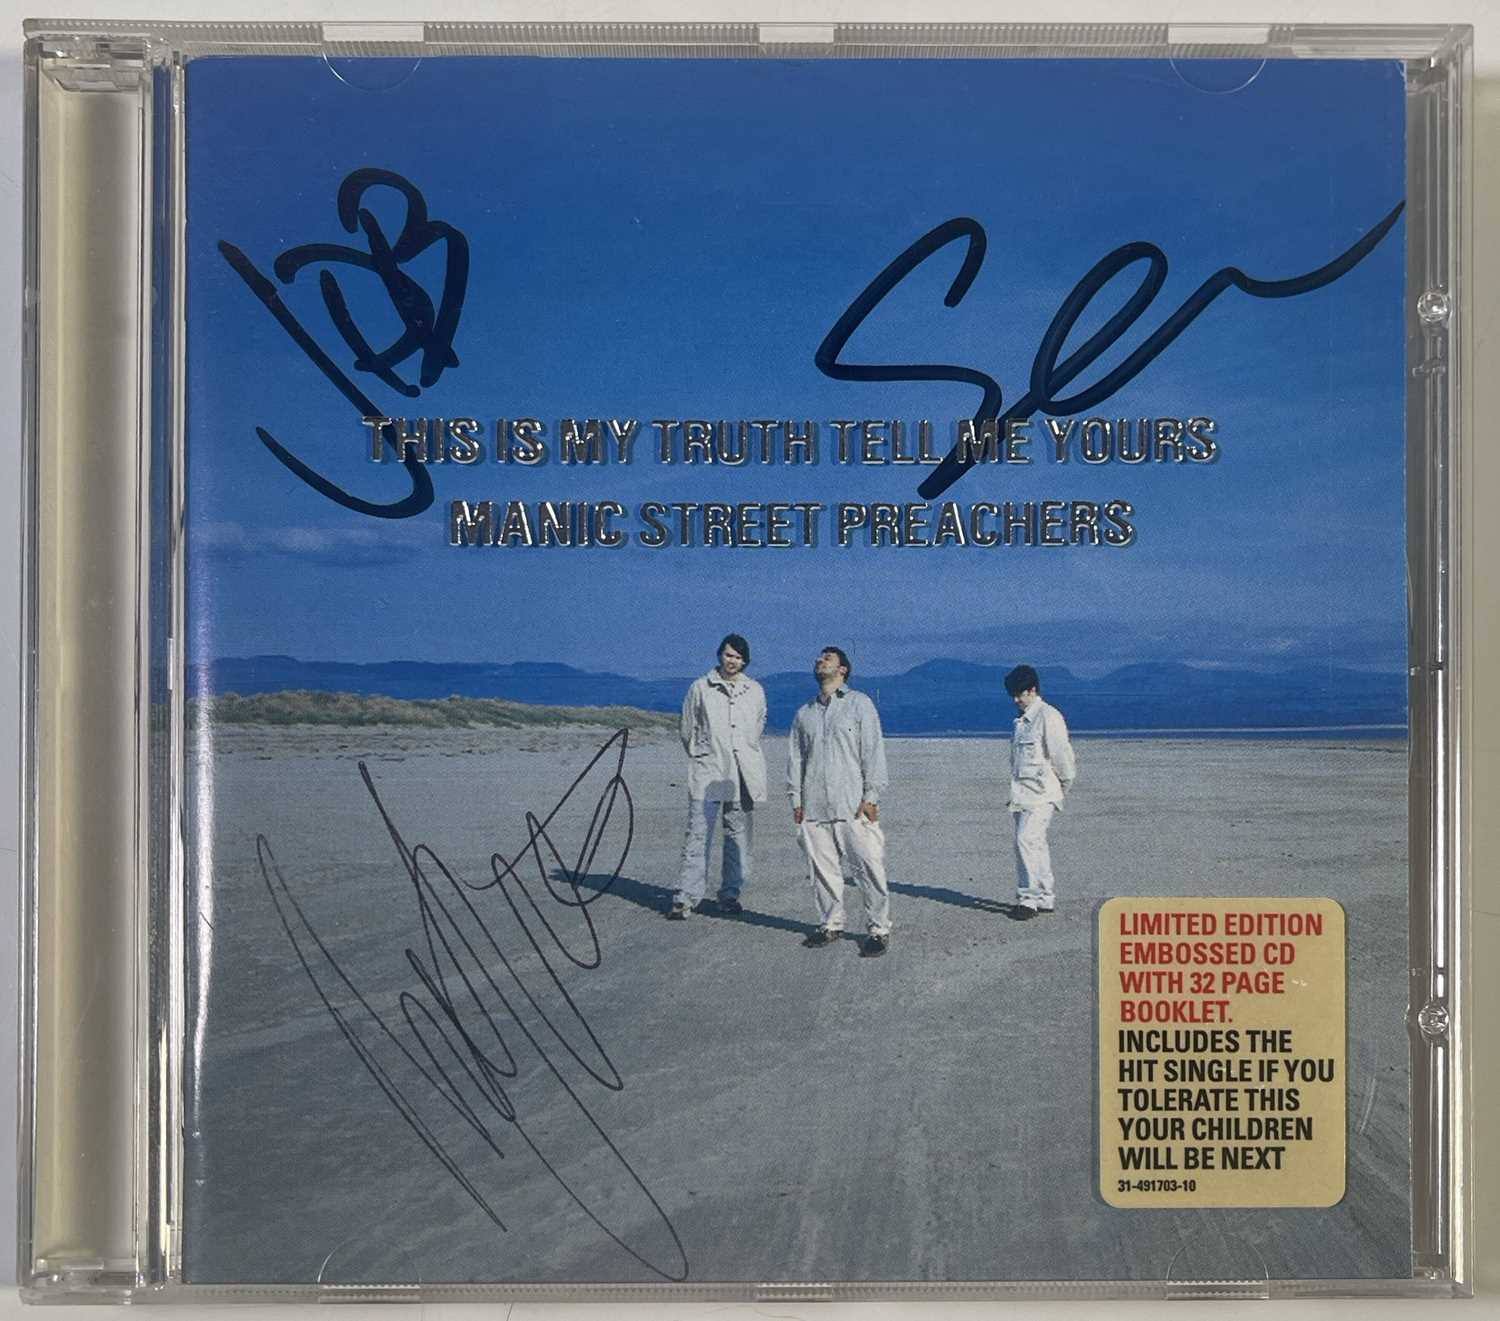 JDB
THIS IS MY TRUTH TELL ME YOURS
MANIC STREET PREACHERS
LIMITED EDITION
EMBOSSED CD
WITH 32 PAGE
BOOKLET.
INCLUDES THE
HIT SINGLE IF YOU
TOLERATE THIS
YOUR CHILDREN
WILL BE NEXT
31-491703-10